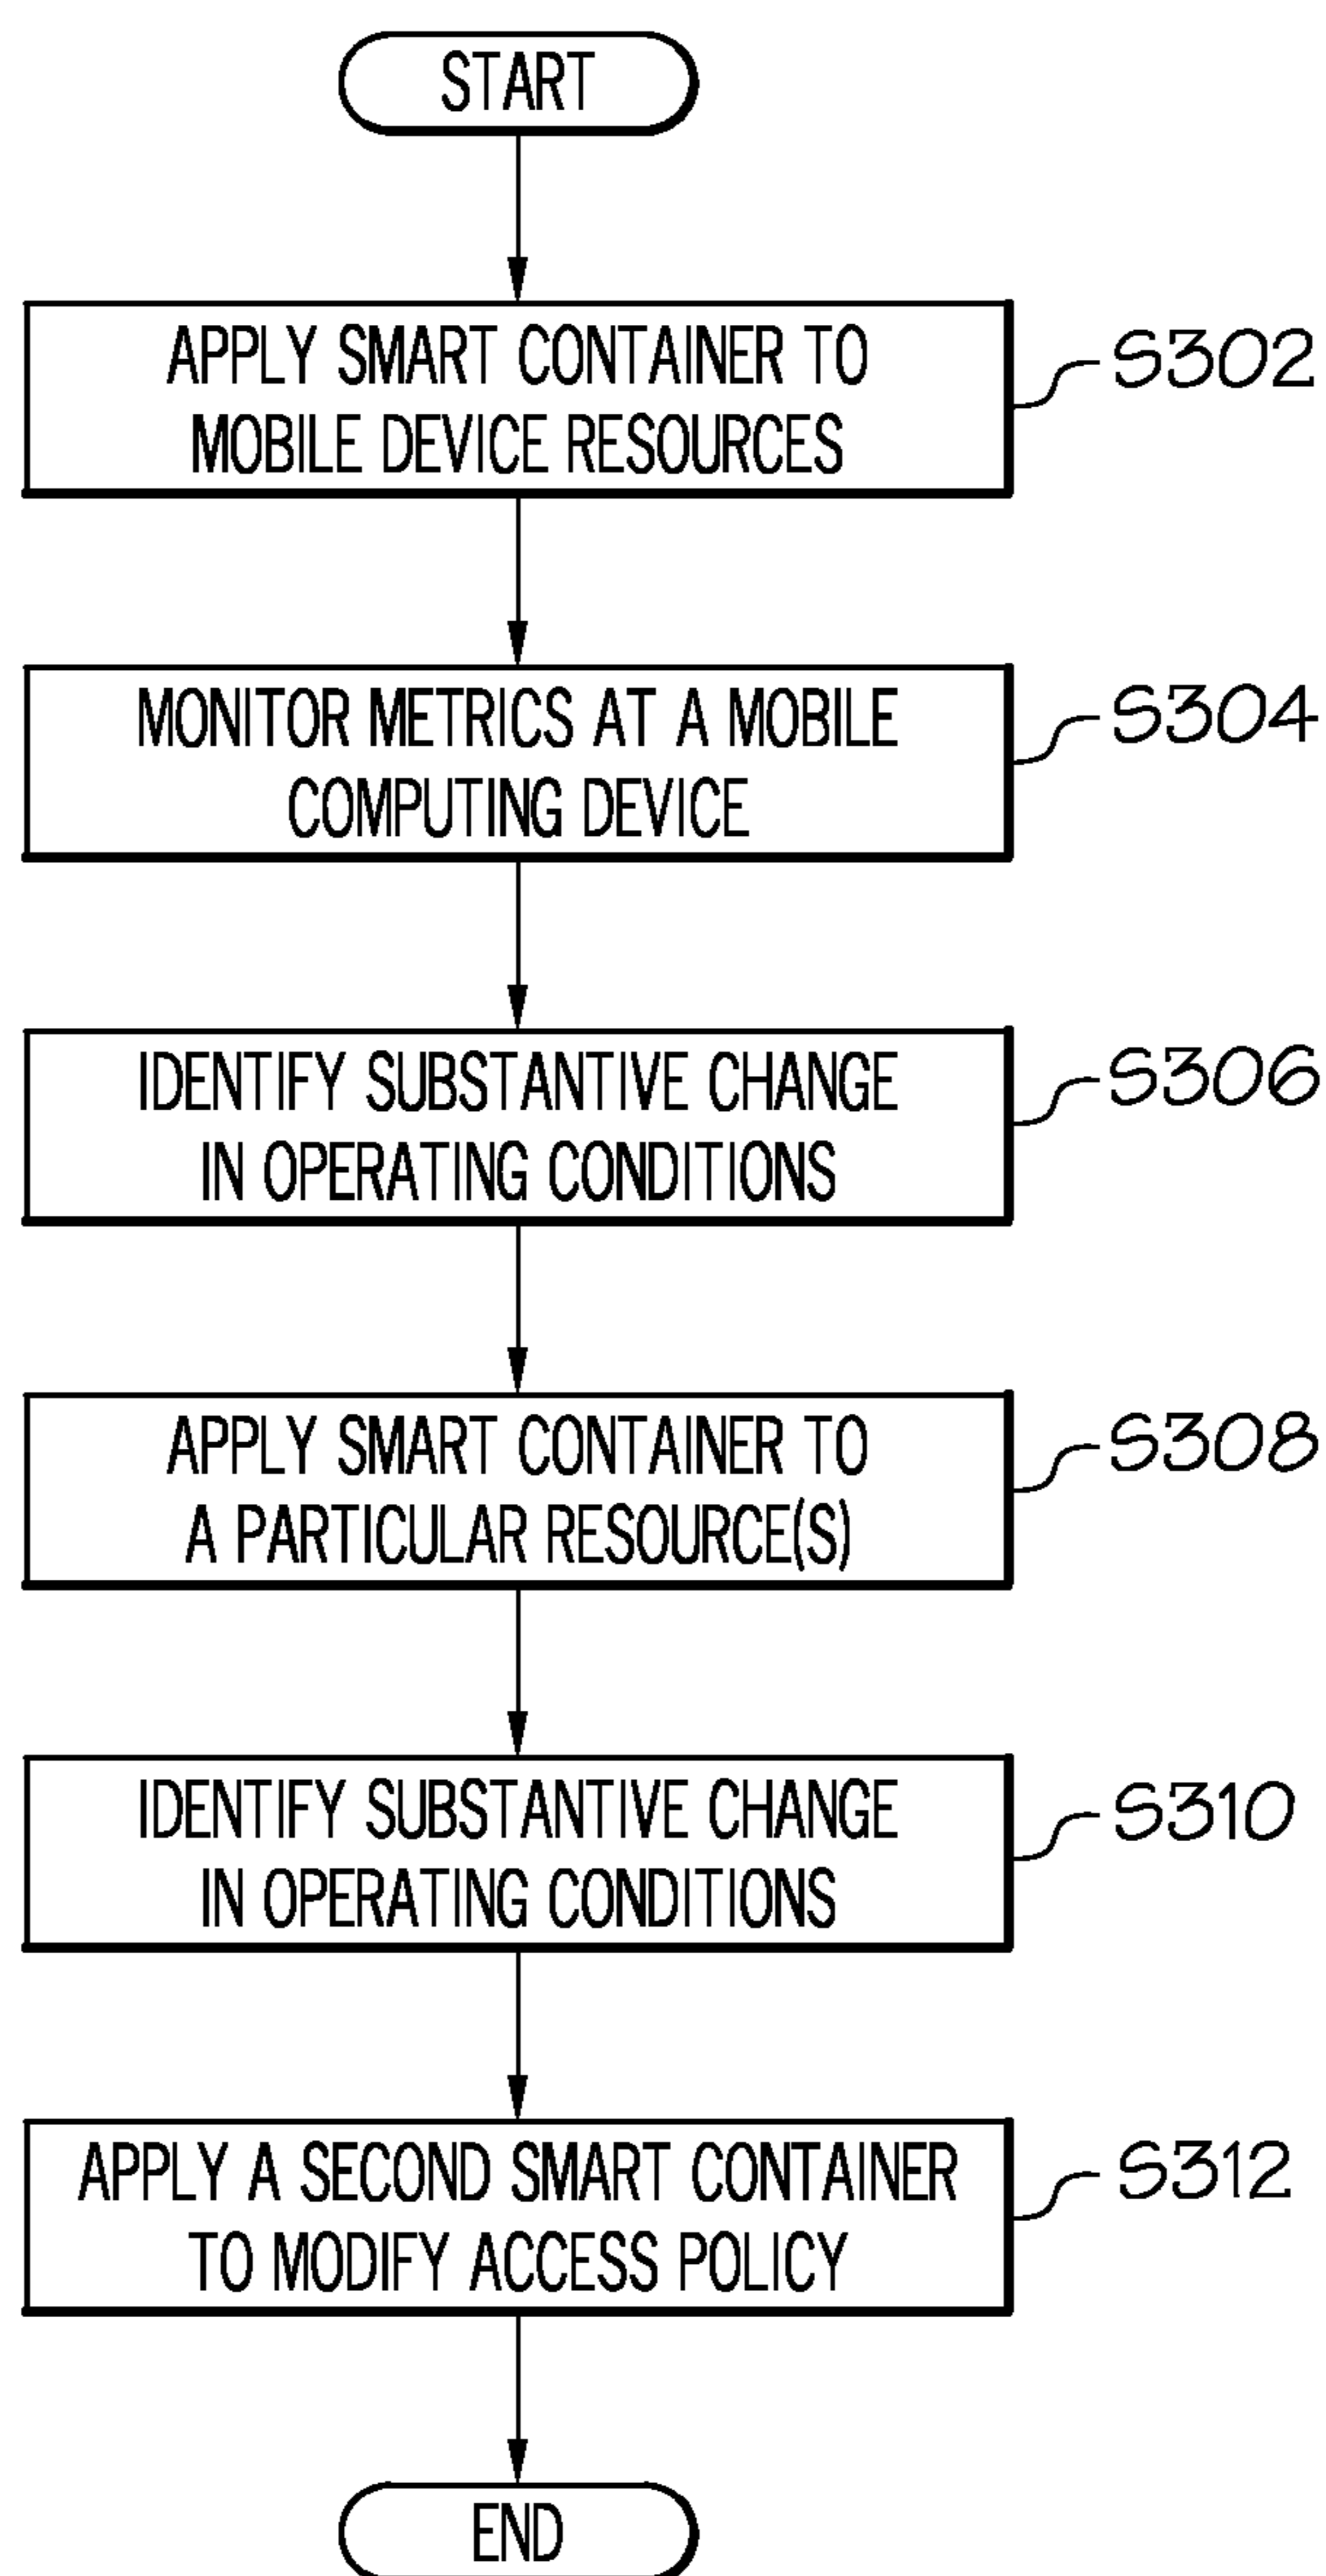 START
APPLY SMART CONTAINER TO
MOBILE DEVICE RESOURCES
S302
MONITOR METRICS AT A MOBILE
COMPUTING DEVICE
S304
IDENTIFY SUBSTANTIVE CHANGE
IN OPERATING CONDITIONS
S306
APPLY SMART CONTAINER TO
A PARTICULAR RESOURCE(S)
S308
IDENTIFY SUBSTANTIVE CHANGE
IN OPERATING CONDITIONS
S310
APPLY A SECOND SMART CONTAINER
TO MODIFY ACCESS POLICY
S312
END